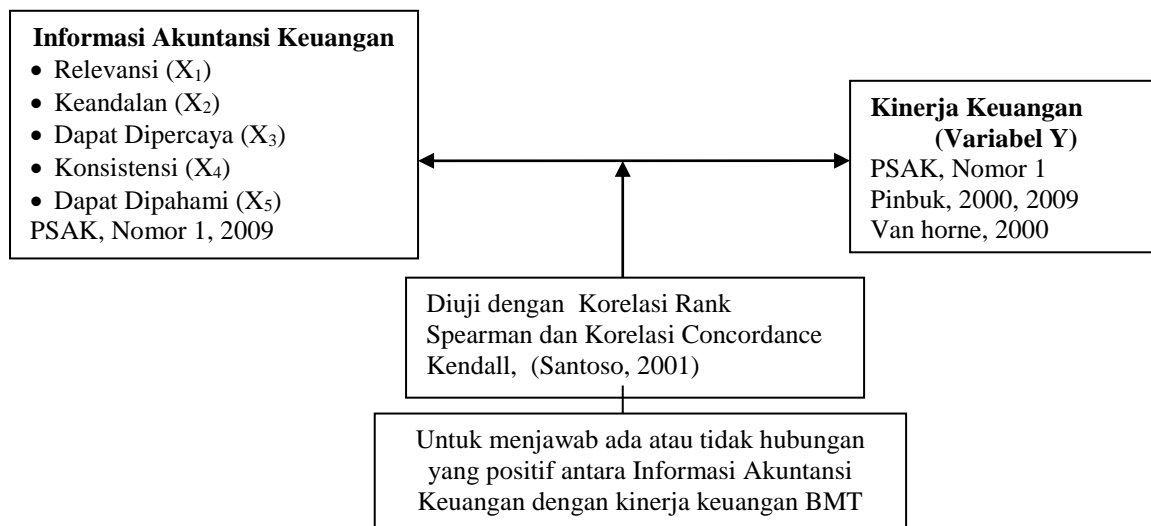 Informasi Akuntansi Keuangan
• Relevansi (X₁)
• Keandalan (X₂)
• Dapat Dipercaya (X₃)
• Konsistensi (X₄)
• Dapat Dipahami (X₅)
PSAK, Nomor 1, 2009
Kinerja Keuangan
(Variabel Y)
PSAK, Nomor 1
Pinbuk, 2000, 2009
Van horne, 2000
Diuji dengan Korelasi Rank
Spearman dan Korelasi Concordance
Kendall, (Santoso, 2001)
Untuk menjawab ada atau tidak hubungan
yang positif antara Informasi Akuntansi
Keuangan dengan kinerja keuangan BMT